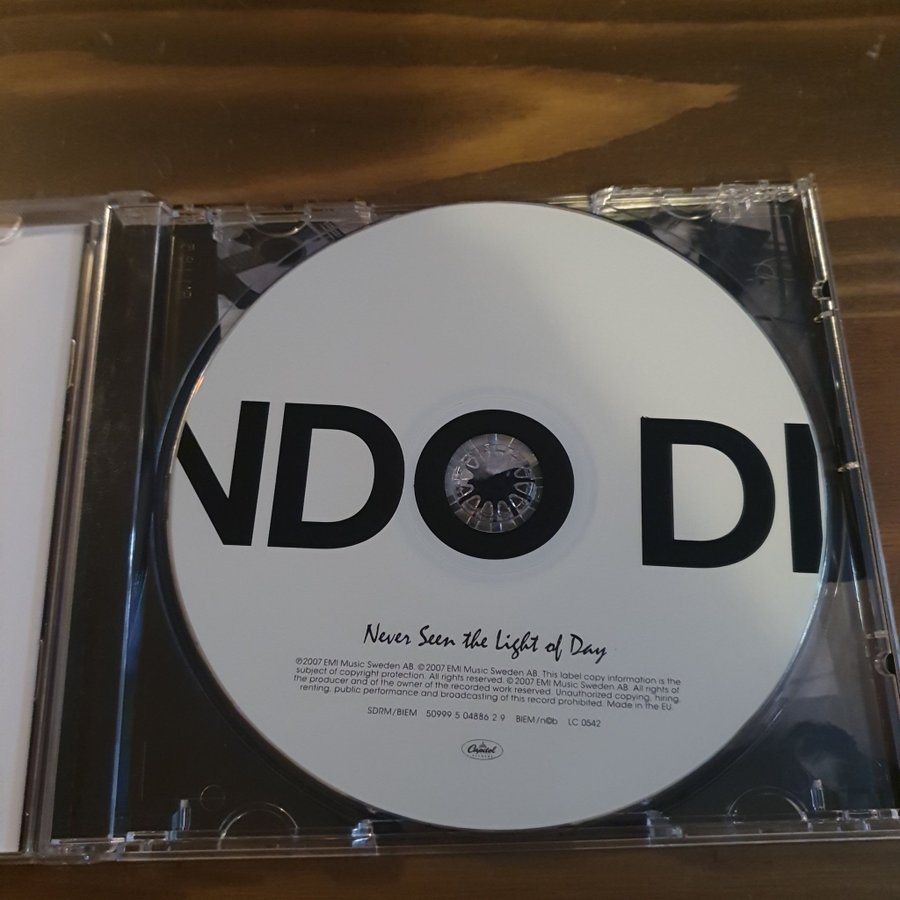 NDO DI
Never Seen the Light of Day
℗2007 EMI Music Sweden AB. ©2007 EMI Music Sweden AB. This label copy information is the
subject of copyright protection. All rights reserved. ©2007 EMI Music Sweden AB. All rights of
the producer and of the owner of the recorded work reserved. Unauthorized copying, hiring,
renting, public performance and broadcasting of this record prohibited. Made in the EU.
SDRM/BIEM 50999 5 04886 2 9 BIEM/n©b LC 0542
Capitol